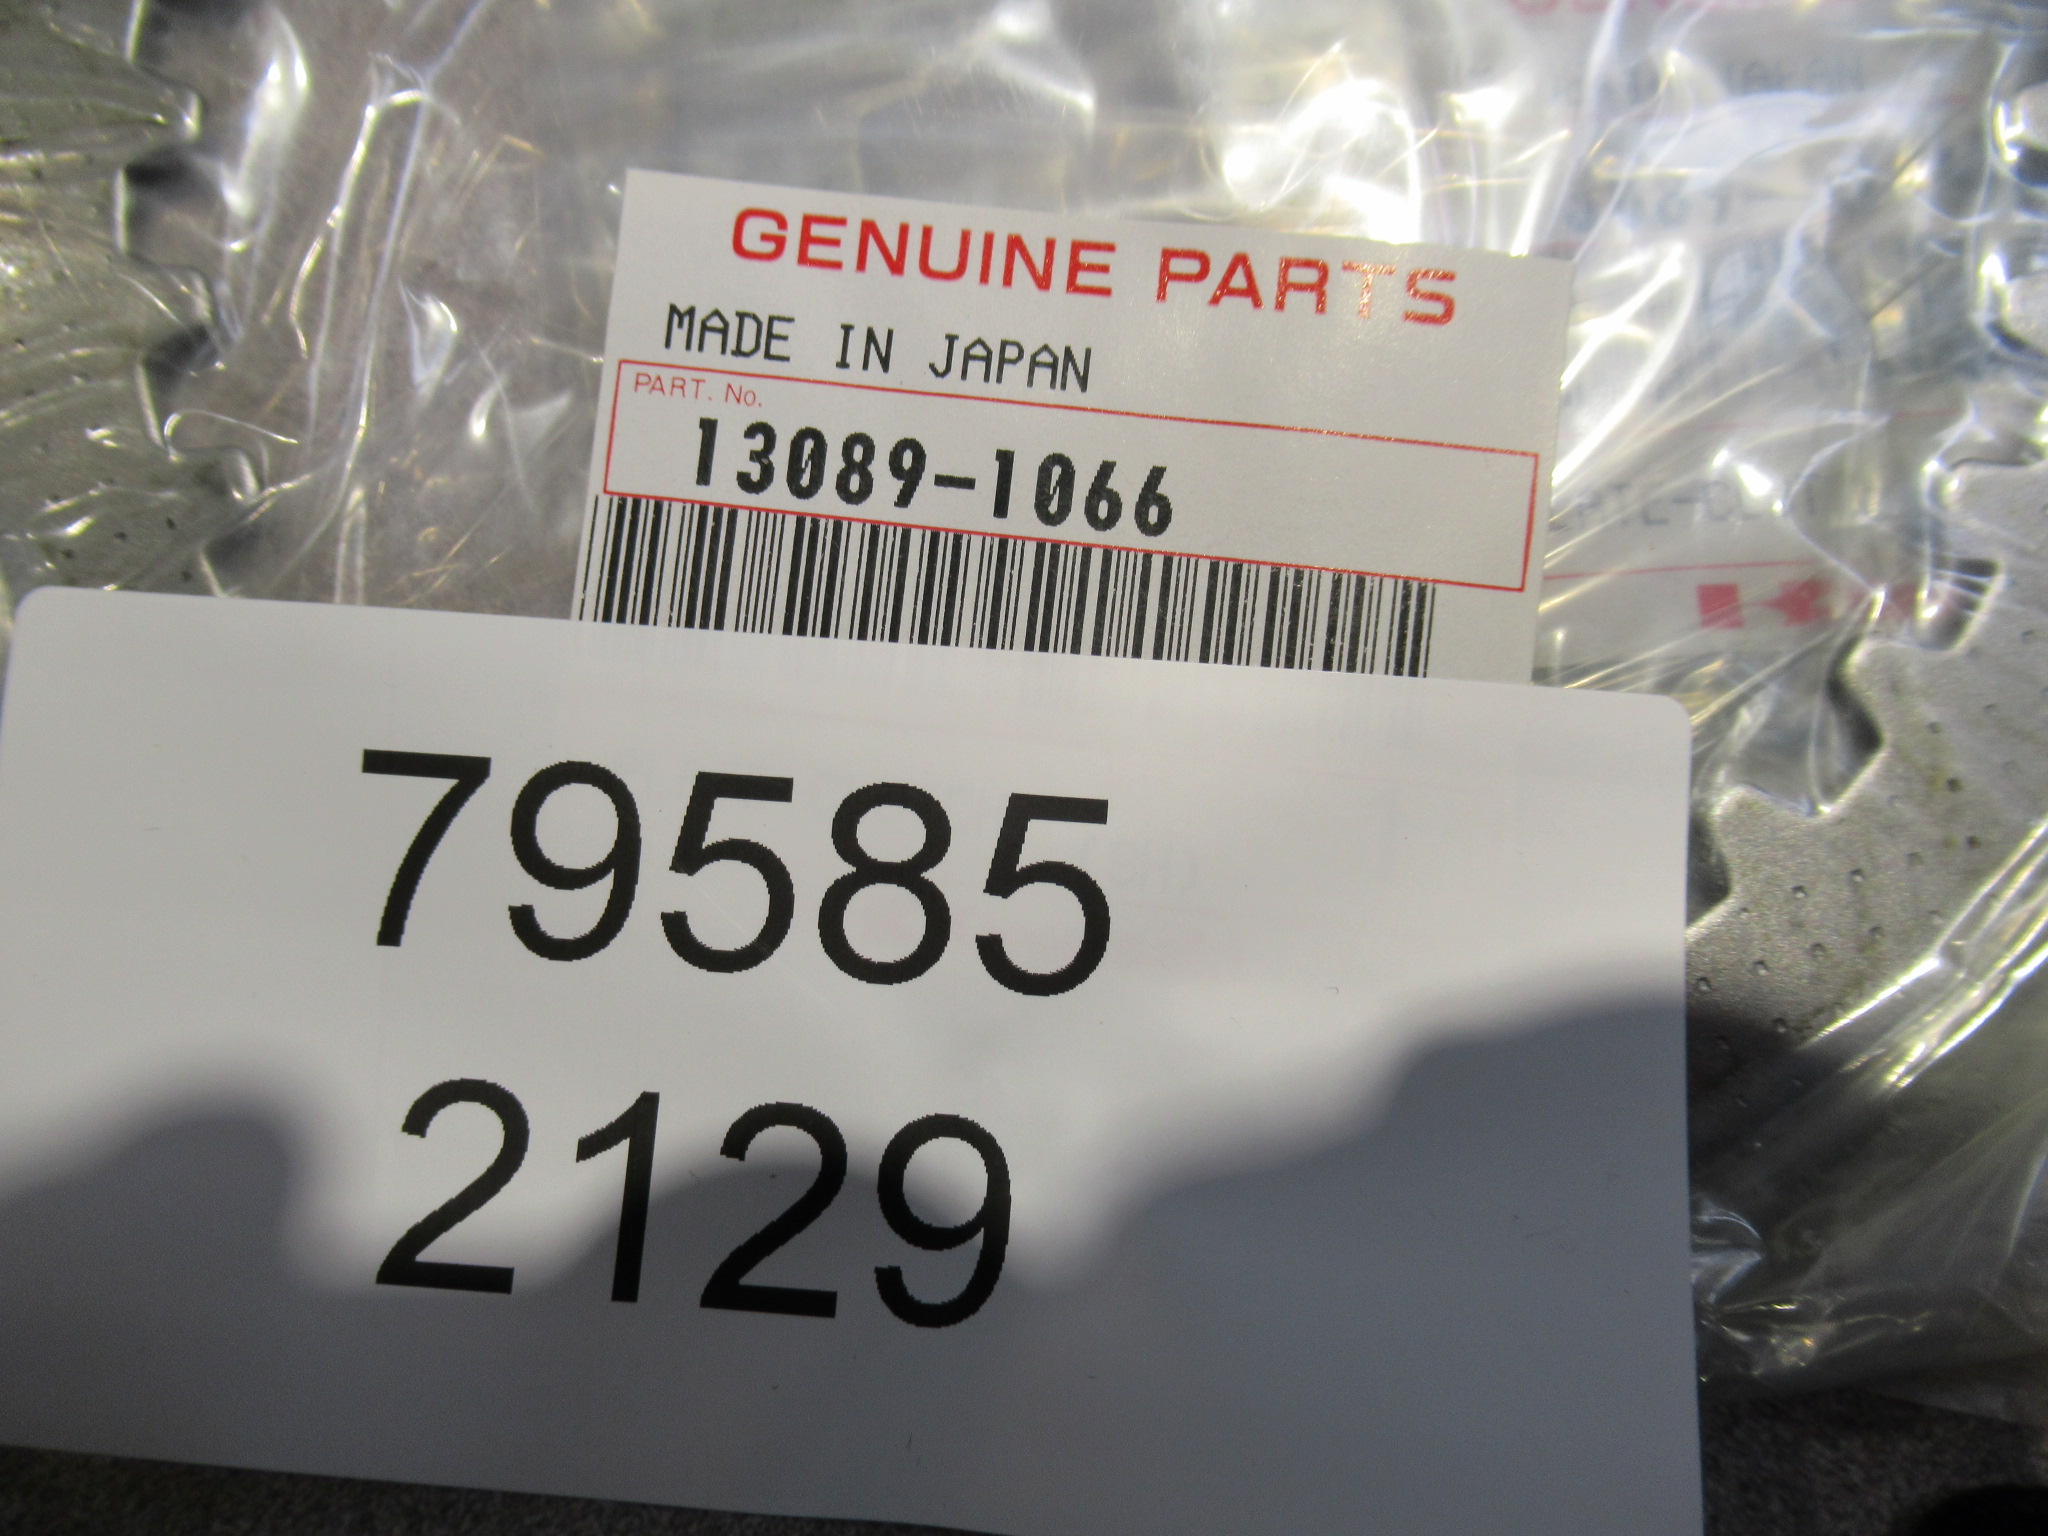 GENUINE PARTS
MADE IN JAPAN
PART. No.
13089-1066
79585
2129